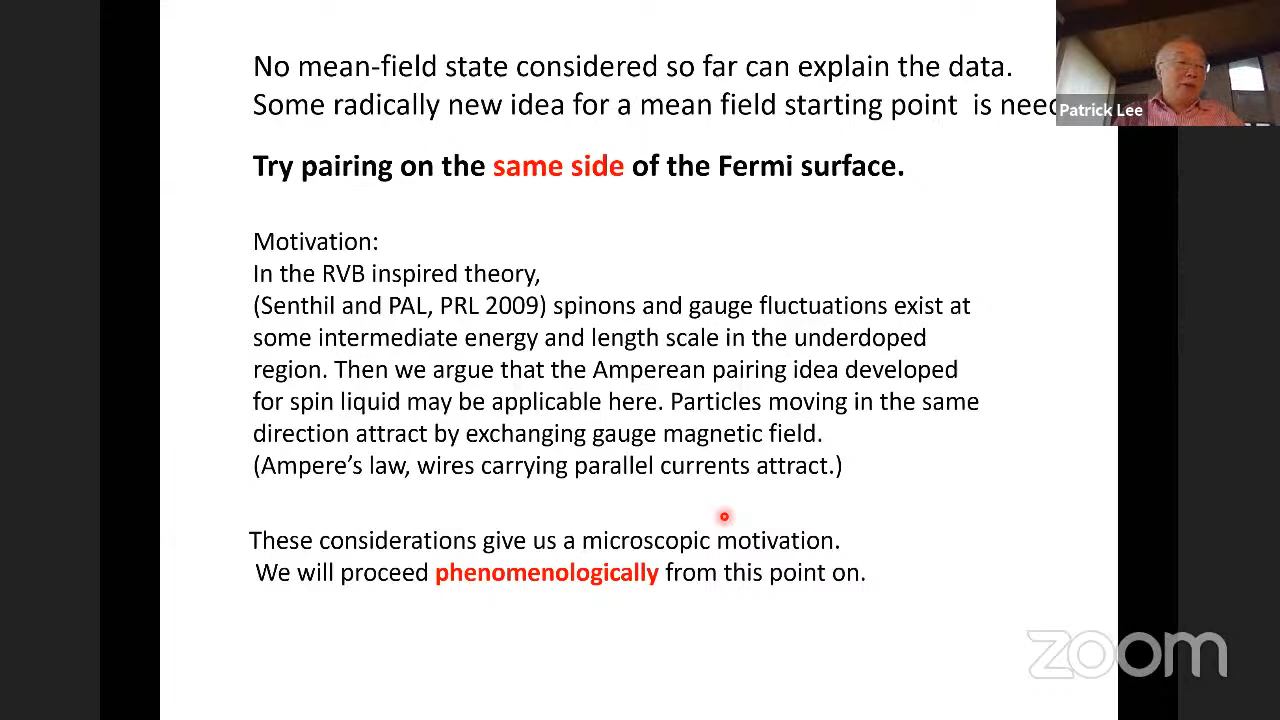 No mean-field state considered so far can explain the data.
Some radically new idea for a mean field starting point is need
Patrick Lee
Try pairing on the same side of the Fermi surface.
Motivation:
In the RVB inspired theory,
(Senthil and PAL, PRL 2009) spinons and gauge fluctuations exist at
some intermediate energy and length scale in the underdoped
region. Then we argue that the Amperean pairing idea developed
for spin liquid may be applicable here. Particles moving in the same
direction attract by exchanging gauge magnetic field.
(Ampere's law, wires carrying parallel currents attract.)
These considerations give us a microscopic motivation.
We will proceed phenomenologically from this point on.
zoom